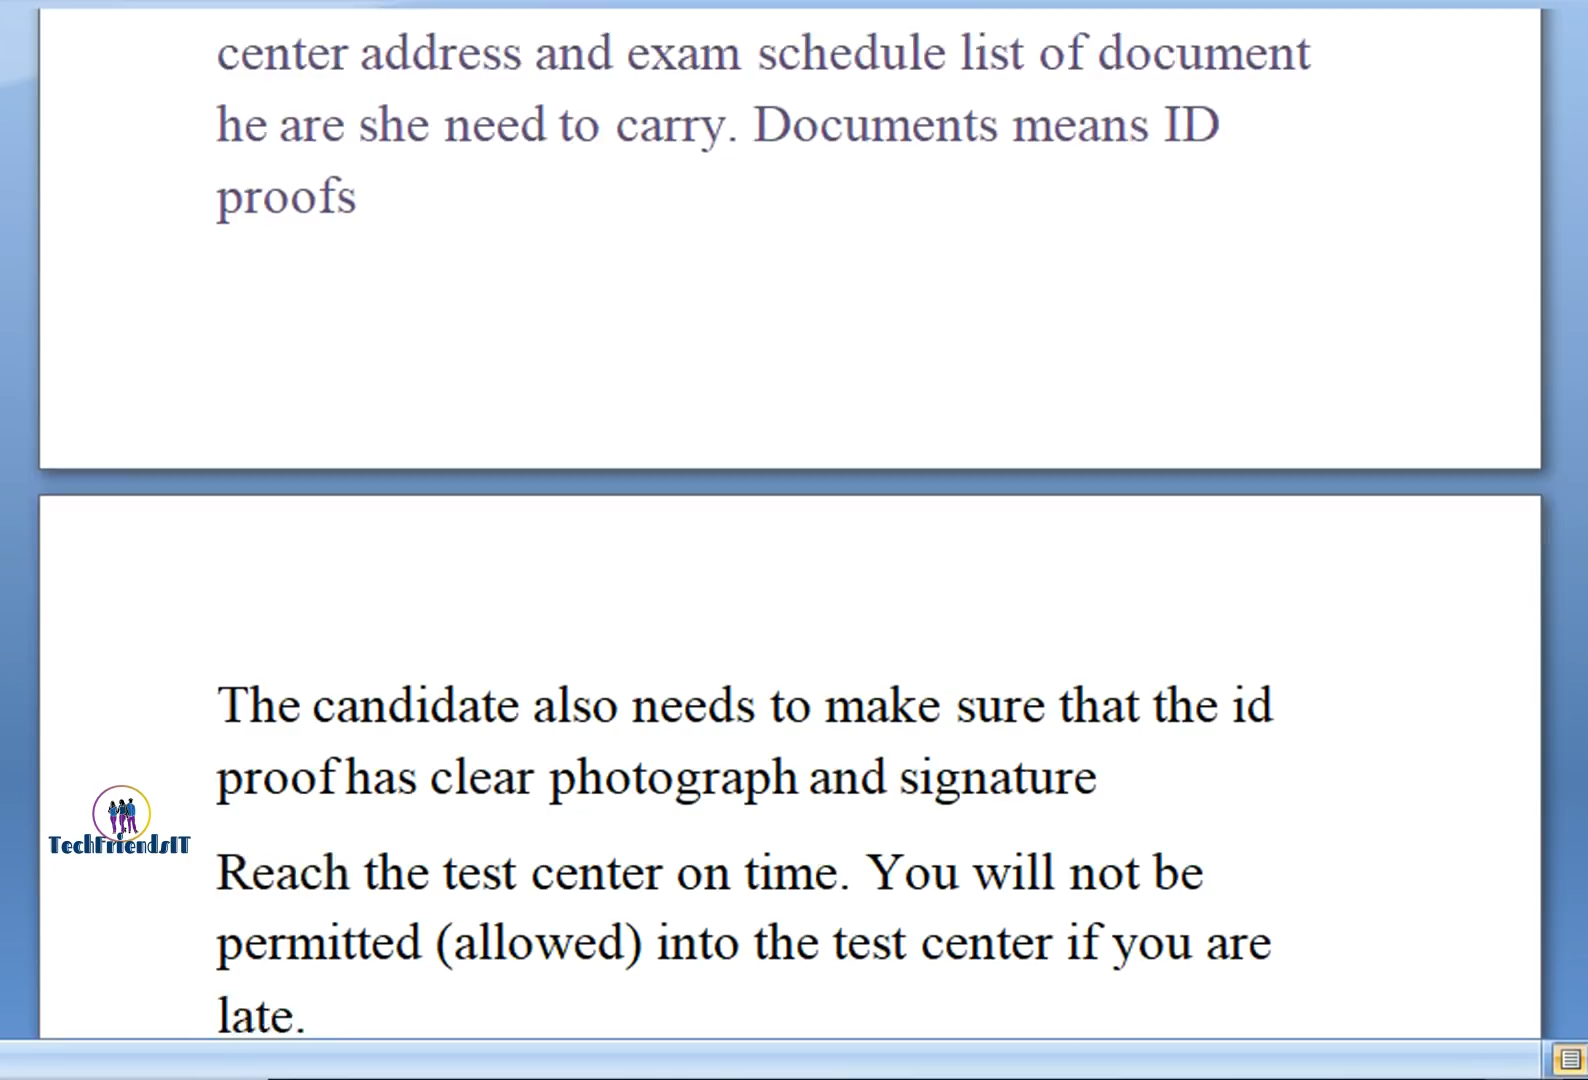 center address and exam schedule list of document
he are she need to carry. Documents means ID
proofs
The candidate also needs to make sure that the id
proof has clear photograph and signature
TechFriendsIT
Reach the test center on time. You will not be
permitted (allowed) into the test center if you are
late.